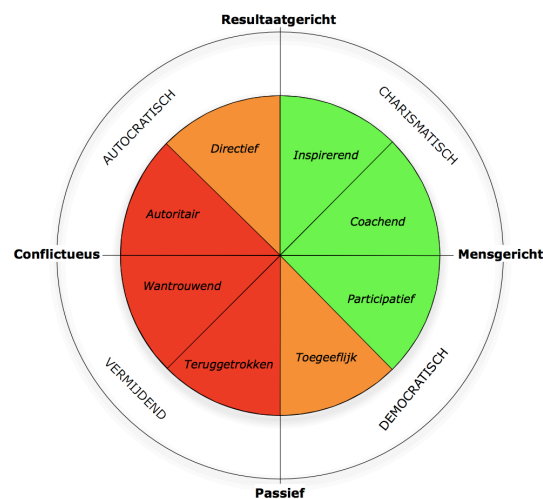 Resultaatgericht
AUTOCRATISCH
CHARISMATISCH
Directief
Inspirerend
Autoritair
Coachend
Conflictueus
Mensgericht
Wantrouwend
Participatief
Teruggetrokken
Toegeeflijk
VERMIJDEND
DEMOCRATISCH
Passief